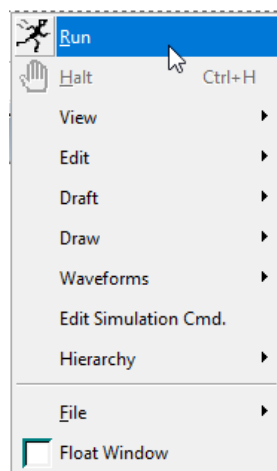 Run
Halt Ctrl+H
View
Edit
Draft
Draw
Waveforms
Edit Simulation Cmd.
Hierarchy
File
Float Window